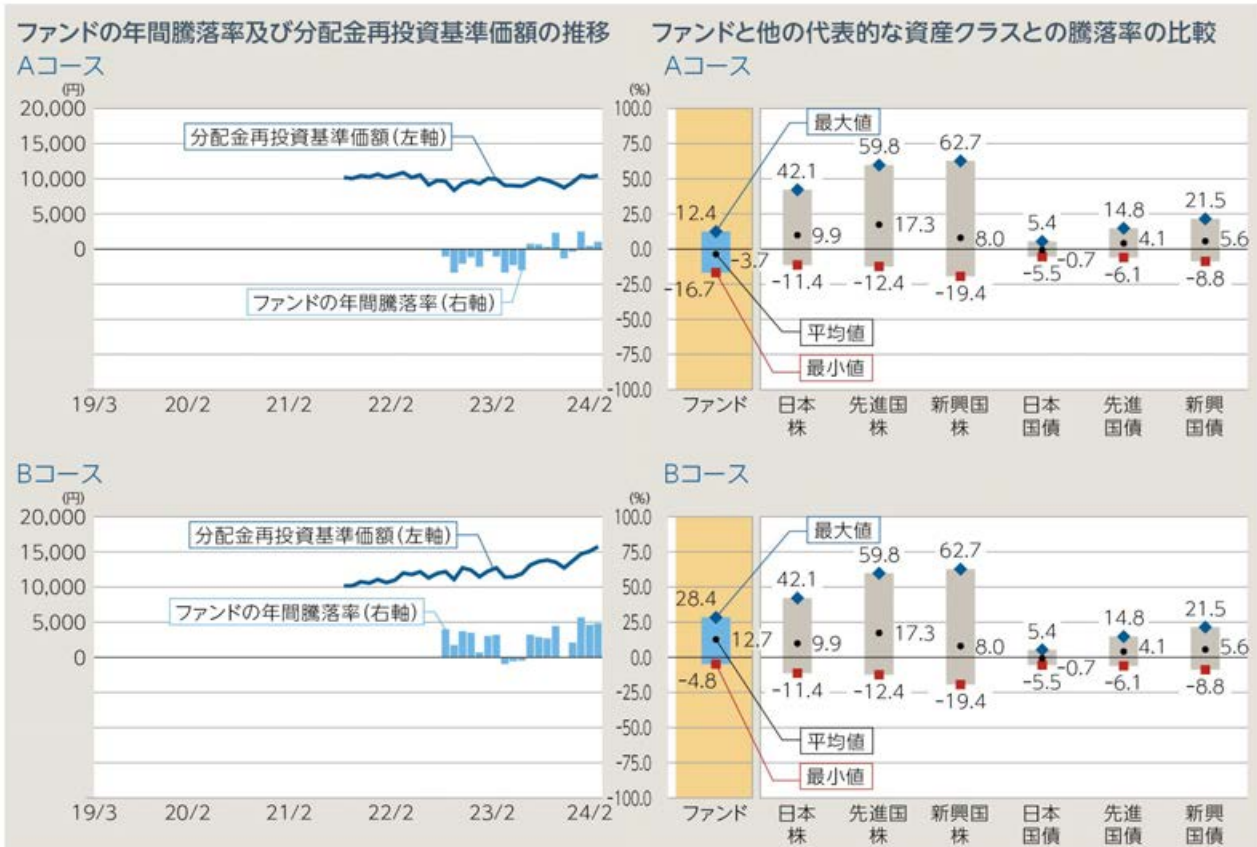 ファンドの年間騰落率及び分配金再投資基準価額の推移
Aコース
(円)
20,000
15,000
10,000
5,000
0
分配金再投資基準価額(左軸)
ファンドの年間騰落率(右軸)
(%)
100.0
75.0
50.0
25.0
0.0
-25.0
-50.0
-75.0
-100.0
19/3 20/2 21/2 22/2 23/2 24/2
ファンドと他の代表的な資産クラスとの騰落率の比較
Aコース
最大値
平均値
最小値
12.4 42.1 59.8 62.7 5.4 14.8 21.5
-3.7 9.9 17.3 8.0 -0.7 4.1 5.6
-16.7 -11.4 -12.4 -19.4 -5.5 -6.1 -8.8
ファンド 日本 先進国 新興国 日本 先進 新興
株 株 株 国債 国債 国債
Bコース
(円)
20,000
15,000
10,000
5,000
0
分配金再投資基準価額(左軸)
ファンドの年間騰落率(右軸)
(%)
100.0
75.0
50.0
25.0
0.0
-25.0
-50.0
-75.0
-100.0
19/3 20/2 21/2 22/2 23/2 24/2
Bコース
最大値
平均値
最小値
28.4 42.1 59.8 62.7 5.4 14.8 21.5
12.7 9.9 17.3 8.0 -0.7 4.1 5.6
-4.8 -11.4 -12.4 -19.4 -5.5 -6.1 -8.8
ファンド 日本 先進国 新興国 日本 先進 新興
株 株 株 国債 国債 国債